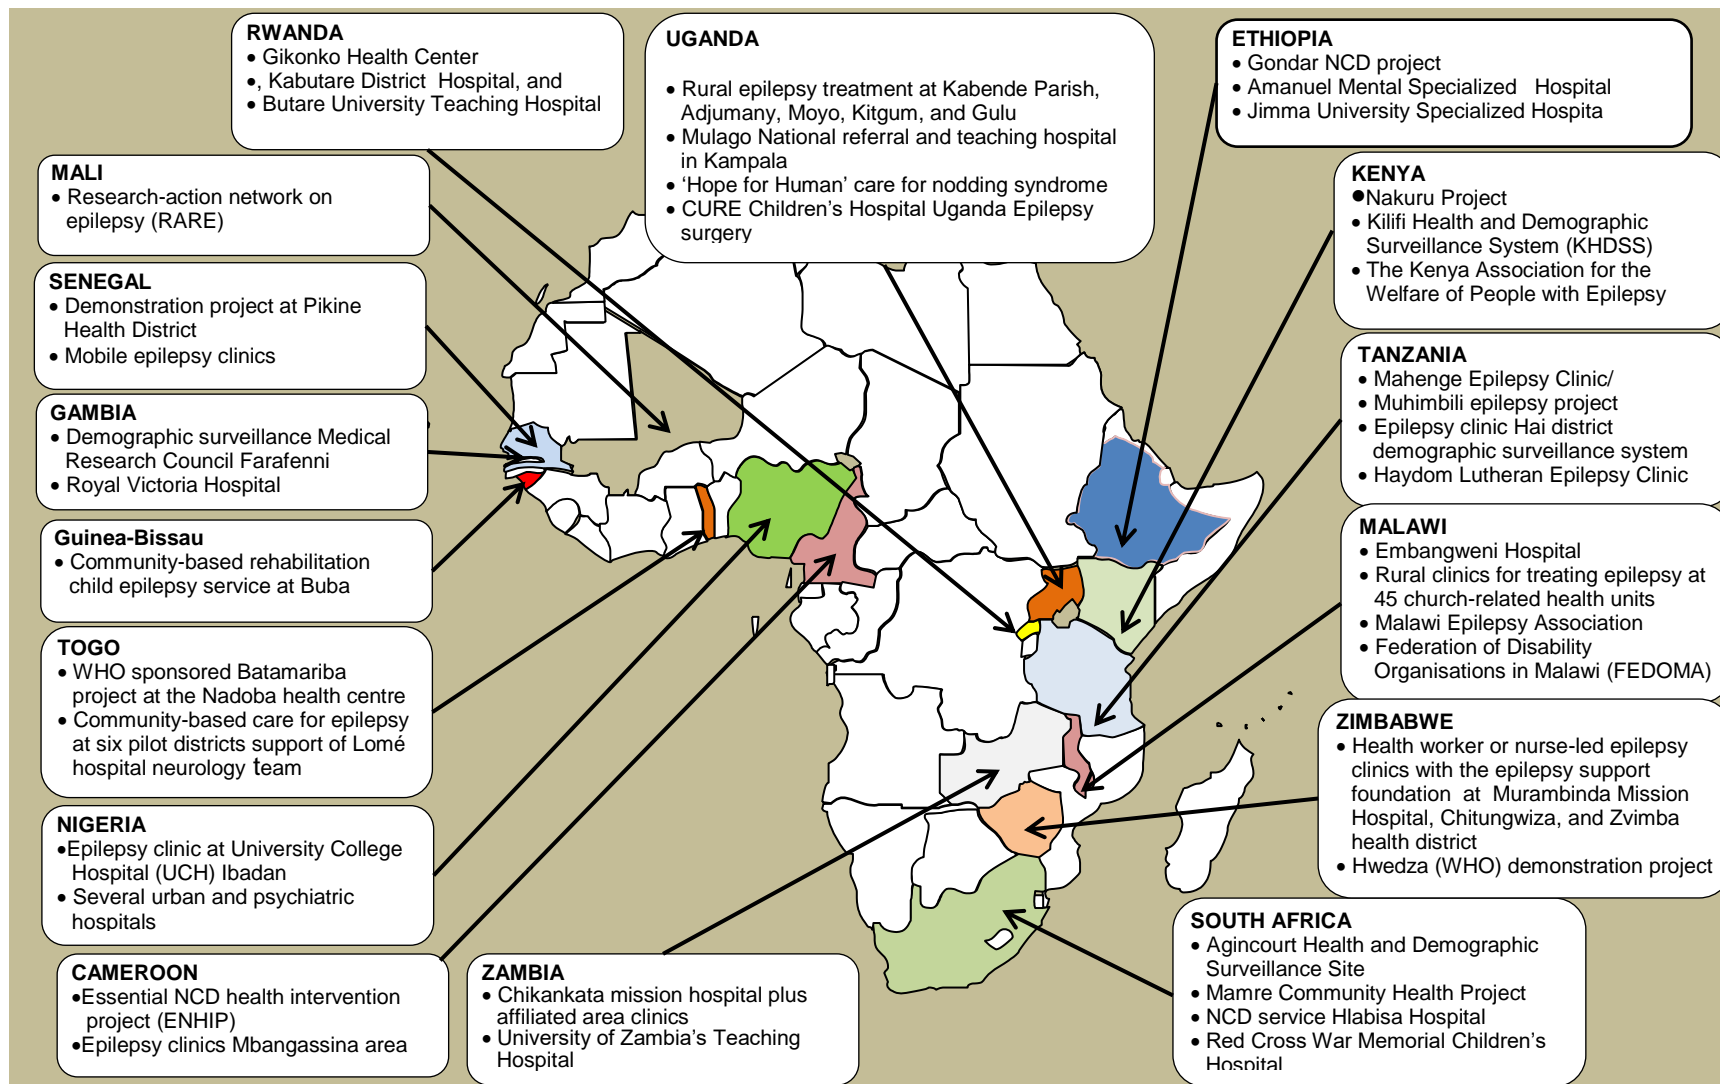 RWANDA
• Gikonko Health Center
•, Kabutare District Hospital, and
• Butare University Teaching Hospital
UGANDA
• Rural epilepsy treatment at Kabende Parish,
Adjumany, Moyo, Kitgum, and Gulu
• Mulago National referral and teaching hospital
in Kampala
• ‘Hope for Human’ care for nodding syndrome
• CURE Children’s Hospital Uganda Epilepsy
surgery
ETHIOPIA
• Gondar NCD project
• Amanuel Mental Specialized Hospital
• Jimma University Specialized Hospita
MALI
• Research-action network on
epilepsy (RARE)
KENYA
•Nakuru Project
• Kilifi Health and Demographic
Surveillance System (KHDSS)
• The Kenya Association for the
Welfare of People with Epilepsy
SENEGAL
• Demonstration project at Pikine
Health District
• Mobile epilepsy clinics
TANZANIA
• Mahenge Epilepsy Clinic/
• Muhimbili epilepsy project
• Epilepsy clinic Hai district
demographic surveillance system
• Haydom Lutheran Epilepsy Clinic
GAMBIA
• Demographic surveillance Medical
Research Council Farafenni
• Royal Victoria Hospital
MALAWI
• Embangweni Hospital
• Rural clinics for treating epilepsy at
45 church-related health units
• Malawi Epilepsy Association
• Federation of Disability
Organisations in Malawi (FEDOMA)
Guinea-Bissau
• Community-based rehabilitation
child epilepsy service at Buba
TOGO
• WHO sponsored Batamariba
project at the Nadoba health centre
• Community-based care for epilepsy
at six pilot districts support of Lomé
hospital neurology team
ZIMBABWE
• Health worker or nurse-led epilepsy
clinics with the epilepsy support
foundation at Murambinda Mission
Hospital, Chitungwiza, and Zvimba
health district
• Hwedza (WHO) demonstration project
NIGERIA
•Epilepsy clinic at University College
Hospital (UCH) Ibadan
• Several urban and psychiatric
hospitals
SOUTH AFRICA
• Agincourt Health and Demographic
Surveillance Site
• Mamre Community Health Project
• NCD service Hlabisa Hospital
• Red Cross War Memorial Children’s
Hospital
CAMEROON
•Essential NCD health intervention
project (ENHIP)
•Epilepsy clinics Mbangassina area
ZAMBIA
• Chikankata mission hospital plus
affiliated area clinics
• University of Zambia’s Teaching
Hospital